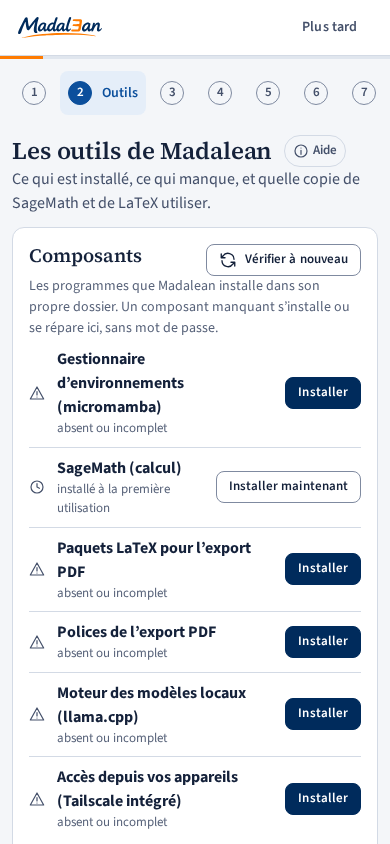 MadalƎan
Plus tard
1
2
Outils
3
4
5
6
7
Les outils de Madalean
Aide
Ce qui est installé, ce qui manque, et quelle copie de
SageMath et de LaTeX utiliser.
Composants
Vérifier à nouveau
Les programmes que Madalean installe dans son
propre dossier. Un composant manquant s’installe ou
se répare ici, sans mot de passe.
Gestionnaire
d’environnements
(micromamba)
absent ou incomplet
Installer
SageMath (calcul)
installé à la première
utilisation
Installer maintenant
Paquets LaTeX pour l’export
PDF
absent ou incomplet
Installer
Polices de l’export PDF
absent ou incomplet
Installer
Moteur des modèles locaux
(llama.cpp)
absent ou incomplet
Installer
Accès depuis vos appareils
(Tailscale intégré)
absent ou incomplet
Installer